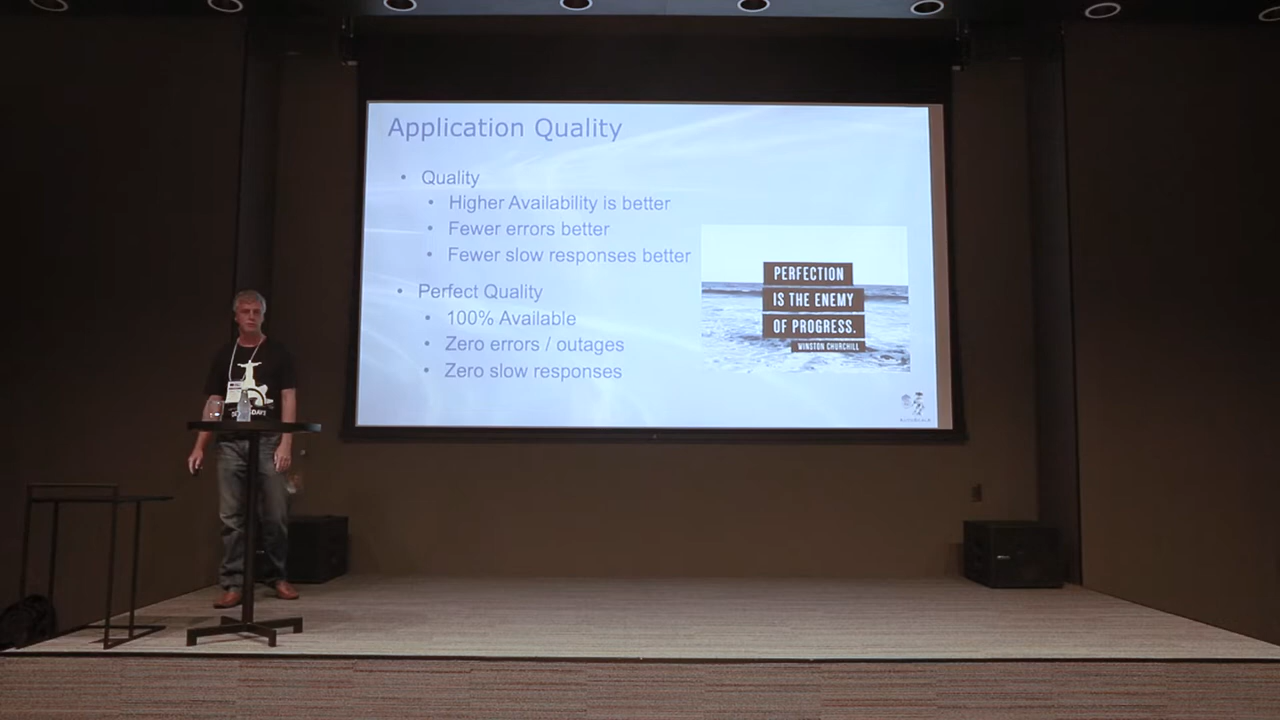 Application Quality
• Quality
• Higher Availability is better
• Fewer errors better
• Fewer slow responses better
• Perfect Quality
• 100% Available
• Zero errors / outages
• Zero slow responses
PERFECTION
IS THE ENEMY
OF PROGRESS.
WINSTON CHURCHILL